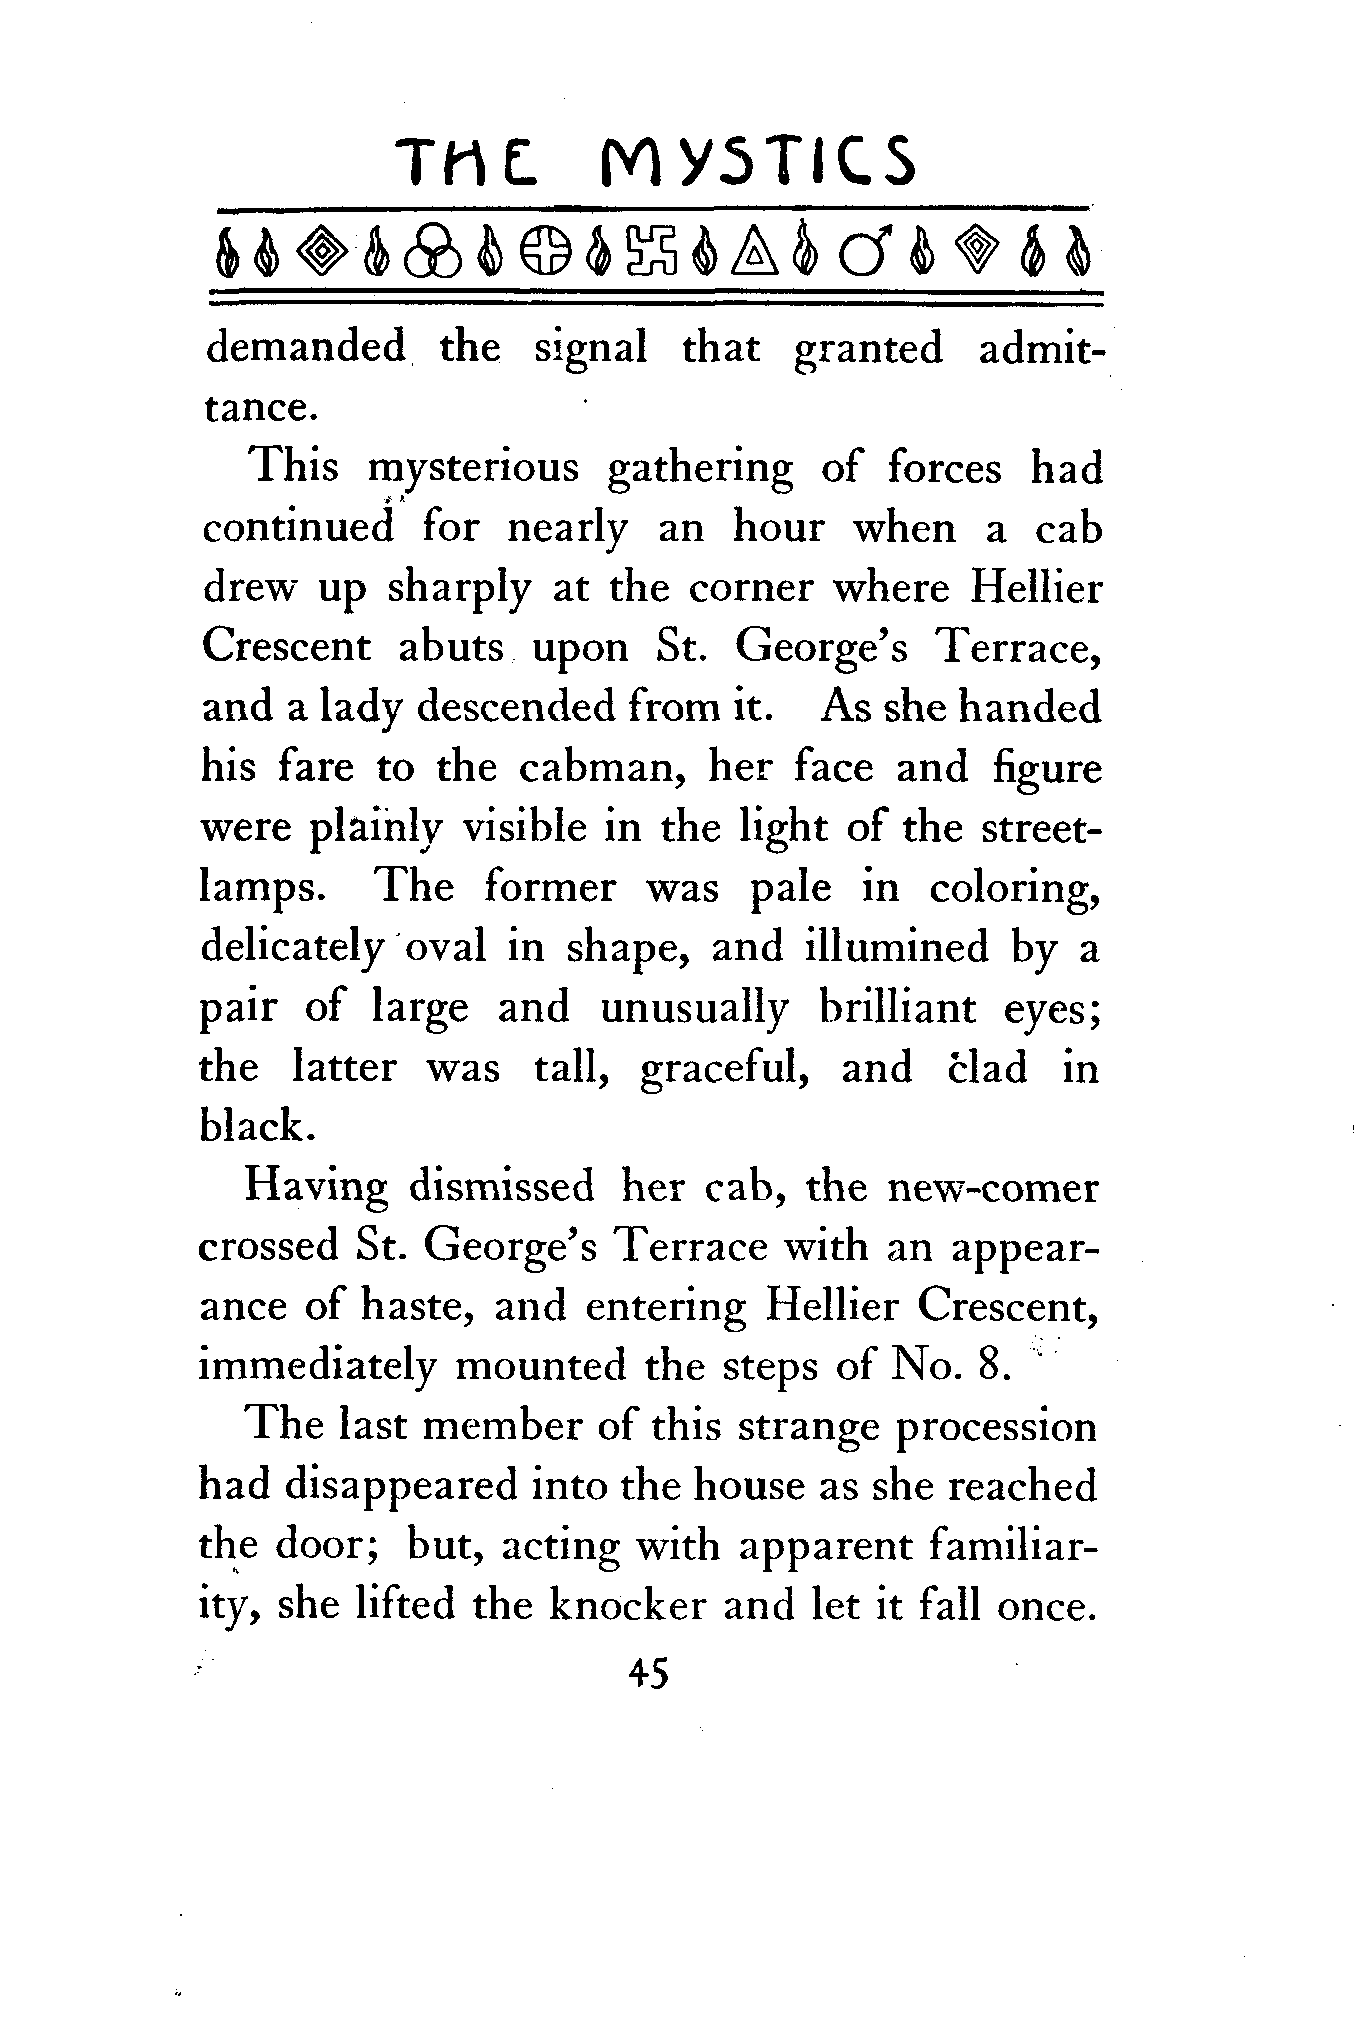 THE MYSTICS
demanded the signal that granted admit-
tance.
This mysterious gathering of forces had
continued for nearly an hour when a cab
drew up sharply at the corner where Hellier
Crescent abuts upon St. George's Terrace,
and a lady descended from it. As she handed
his fare to the cabman, her face and figure
were plainly visible in the light of the street-
lamps. The former was pale in coloring,
delicately oval in shape, and illumined by a
pair of large and unusually brilliant eyes;
the latter was tall, graceful, and clad in
black.
Having dismissed her cab, the new-comer
crossed St. George's Terrace with an appear-
ance of haste, and entering Hellier Crescent,
immediately mounted the steps of No. 8.
The last member of this strange procession
had disappeared into the house as she reached
the door; but, acting with apparent familiar-
ity, she lifted the knocker and let it fall once.
45